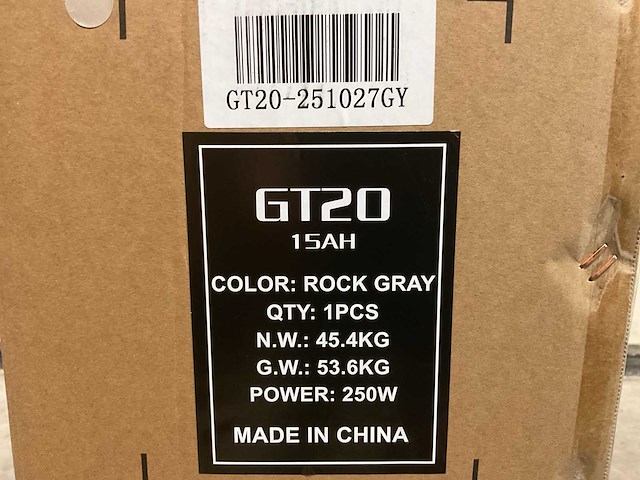 GT20-251027GY
GT20
15AH
COLOR: ROCK GRAY
QTY: 1PCS
N.W.: 45.4KG
G.W.: 53.6KG
POWER: 250W
MADE IN CHINA